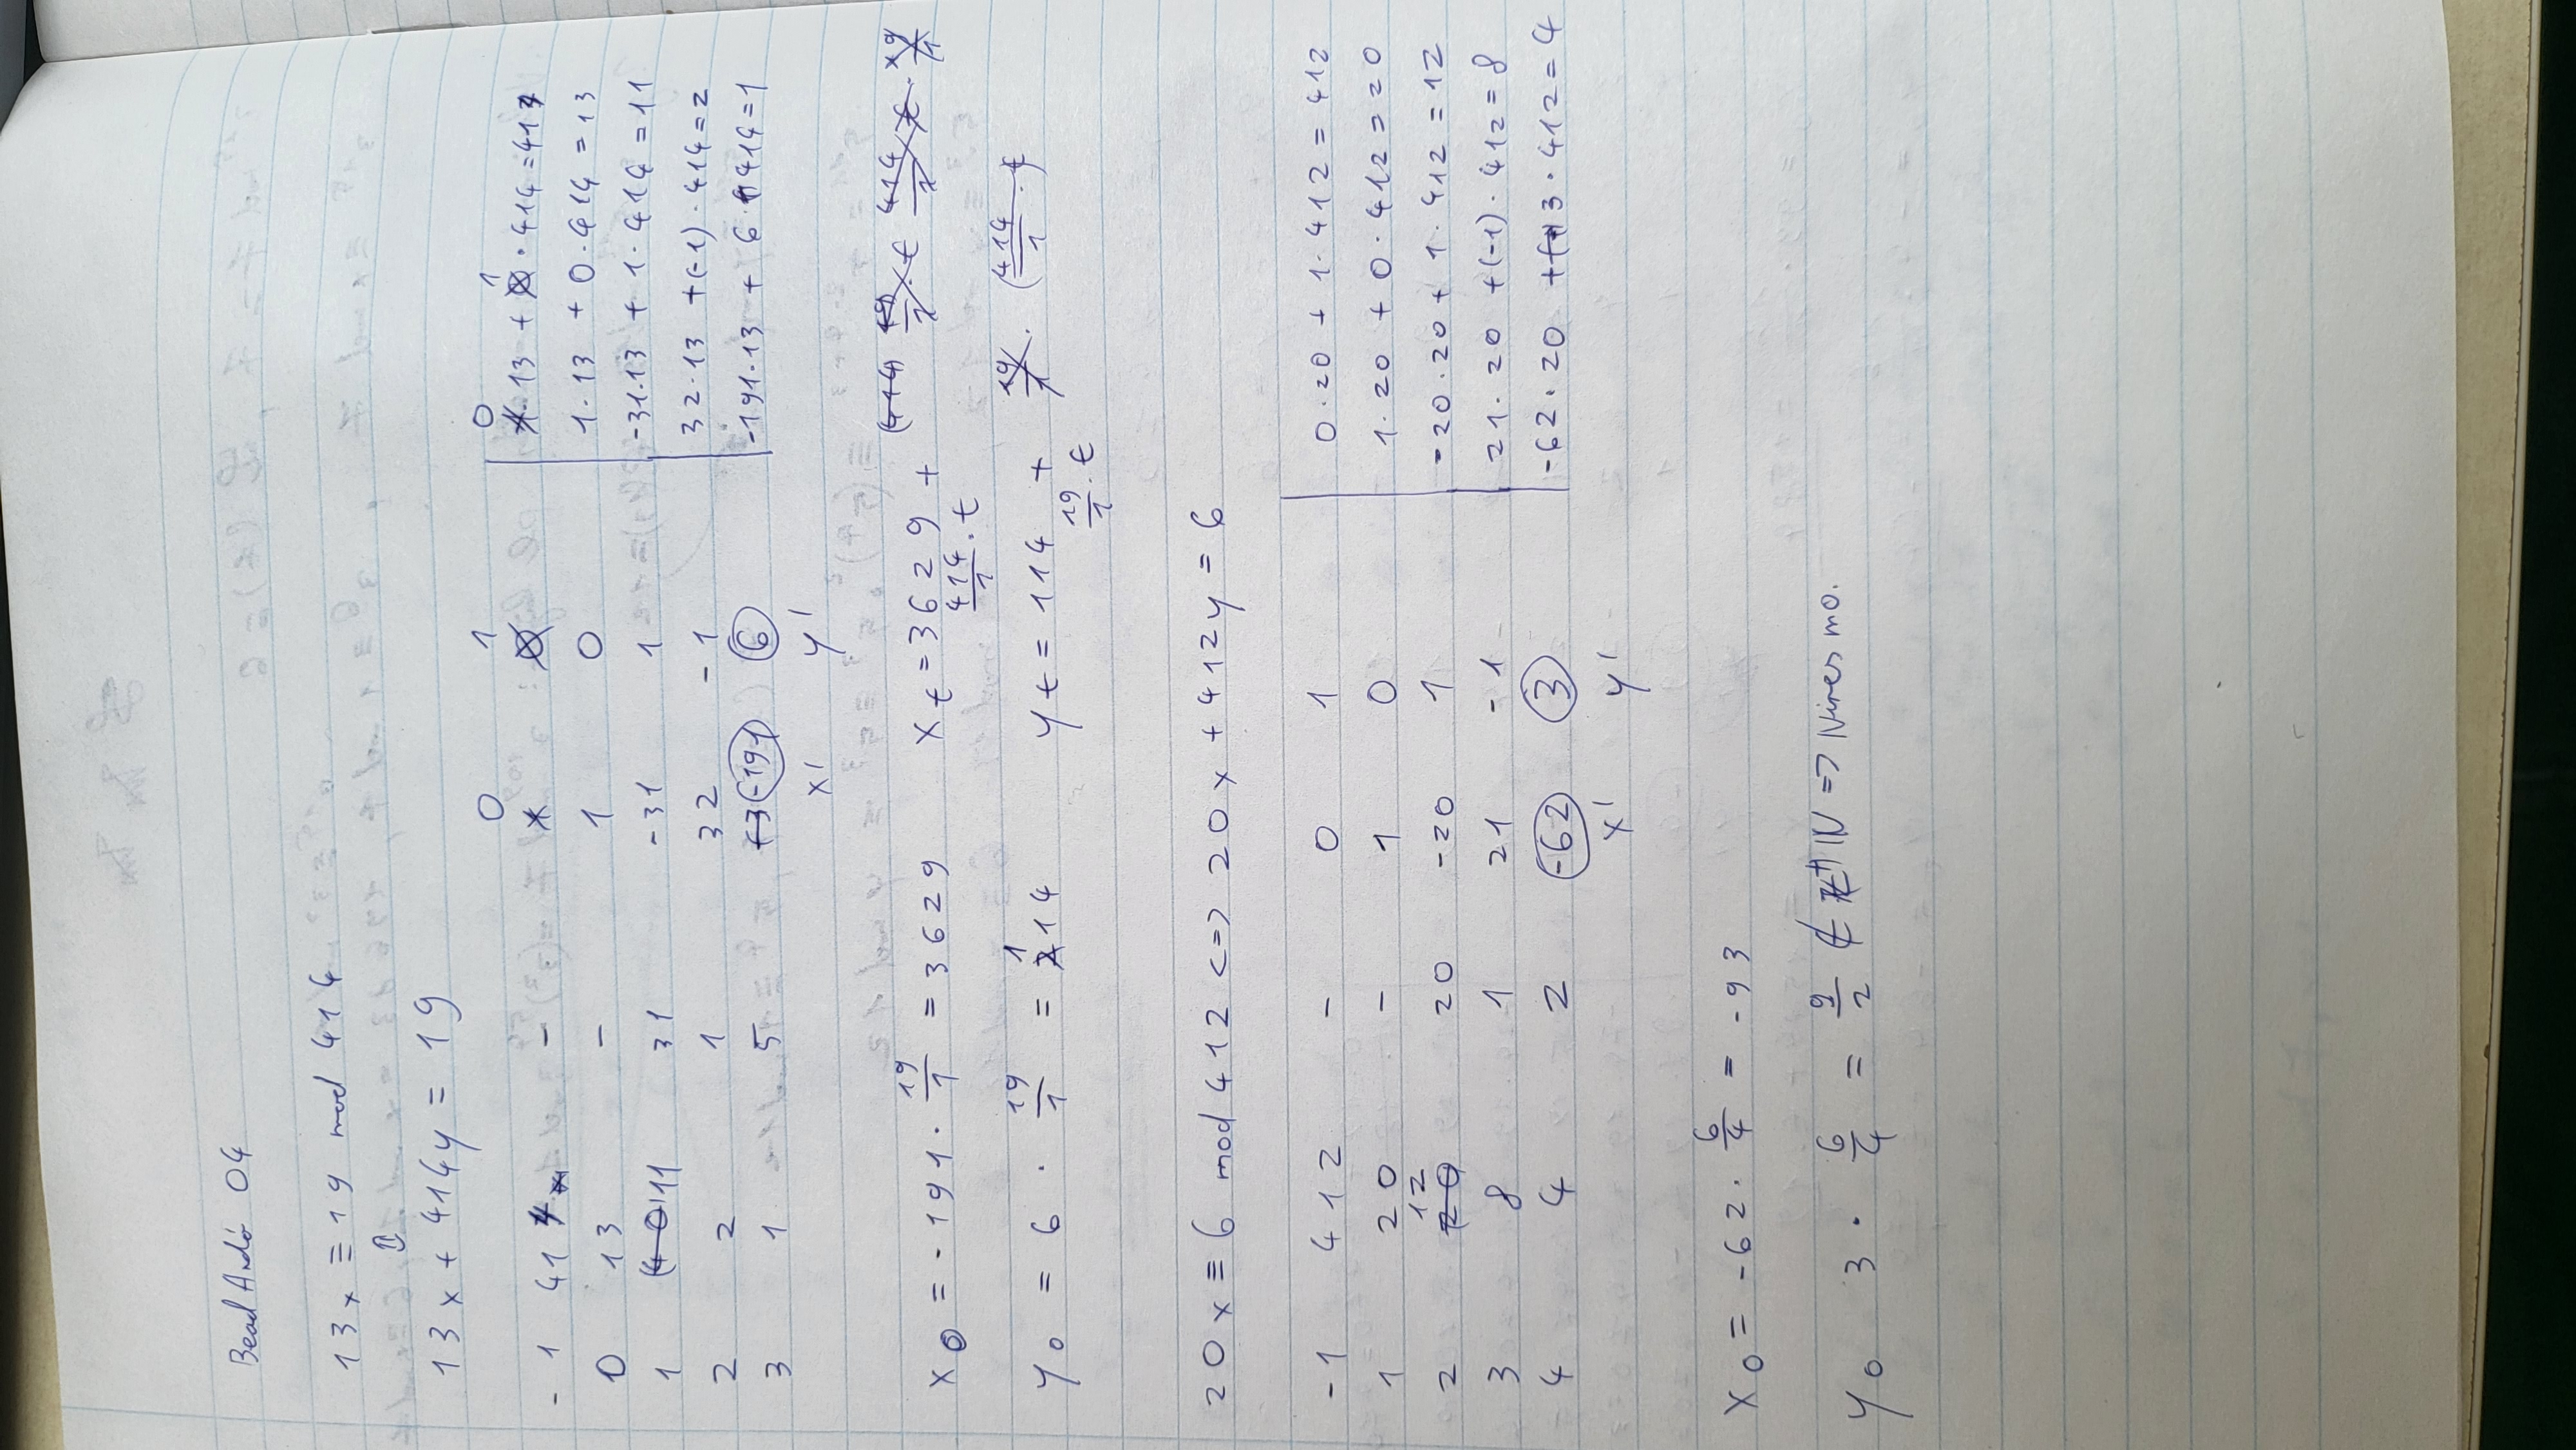 Bead Andó 04
13x ≡ 19 mod 414
⇕
13x + 414y = 19
0 1 0 1
-1 414 - · 13 + · 414 = 414
0 13 - 1 0 1·13 + 0·414 = 13
1 11 31 -31 1 -31·13 + 1·414 = 11
2 2 1 32 -1 32·13 +(-1)·414 = 2
3 1 5 -191 6 -191·13 + 6·414 = 1
x' y'
x₀ = -191 · 19/1 = 3629 x_t = 3629 +
414/1 · t
y₀ = 6 · 19/1 = 114 y_t = 114 +
19/1 · t
20x ≡ 6 mod 412 <=> 20x + 412y = 6
-1 412 - 0 1 0·20 + 1·412 = 412
1 20 - 1 0 1·20 + 0·412 = 20
2 12 20 -20 1 -20·20 + 1·412 = 12
3 8 1 21 -1 21·20 +(-1)·412 = 8
4 4 2 -62 3 -62·20 + 3·412 = 4
x' y'
x₀ = -62 · 6/4 = -93
y₀ 3 · 6/4 = 9/2 ∉ ℕ => Nincs mo.